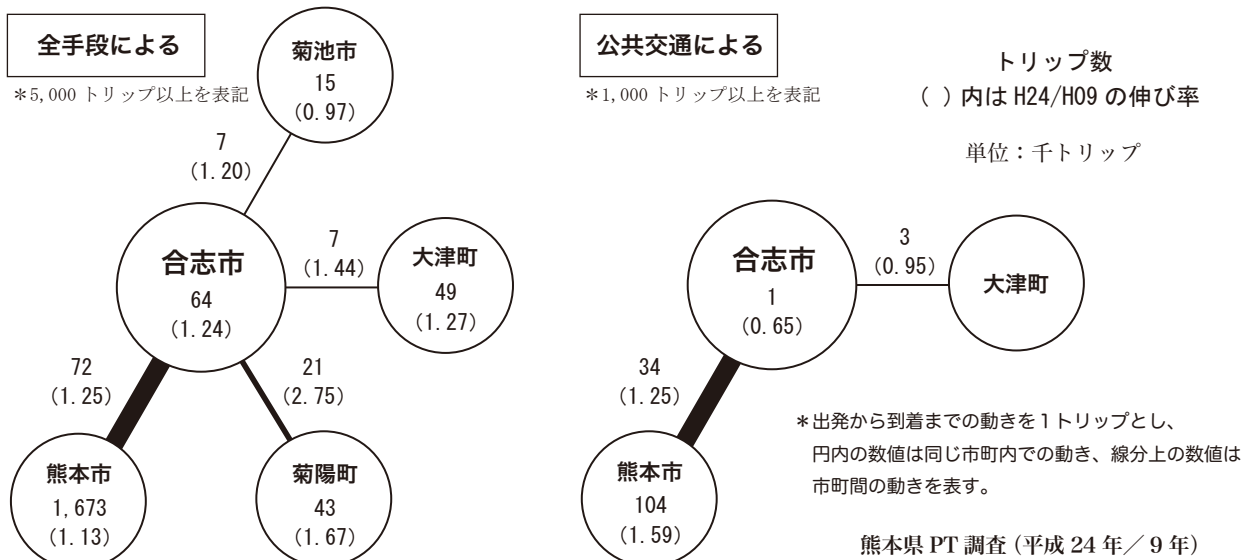 全手段による
＊5,000 トリップ以上を表記
菊池市
15
(0.97)
7
(1.20)
合志市
64
(1.24)
7
(1.44)
大津町
49
(1.27)
72
(1.25)
21
(2.75)
熊本市
1,673
(1.13)
菊陽町
43
(1.67)
公共交通による
＊1,000 トリップ以上を表記
トリップ数
( ) 内は H24/H09 の伸び率
単位：千トリップ
合志市
1
(0.65)
3
(0.95)
大津町
34
(1.25)
熊本市
104
(1.59)
＊出発から到着までの動きを１トリップとし、
円内の数値は同じ市町内での動き、線分上の数値は
市町間の動きを表す。
熊本県 PT 調査（平成 24 年／ 9 年）